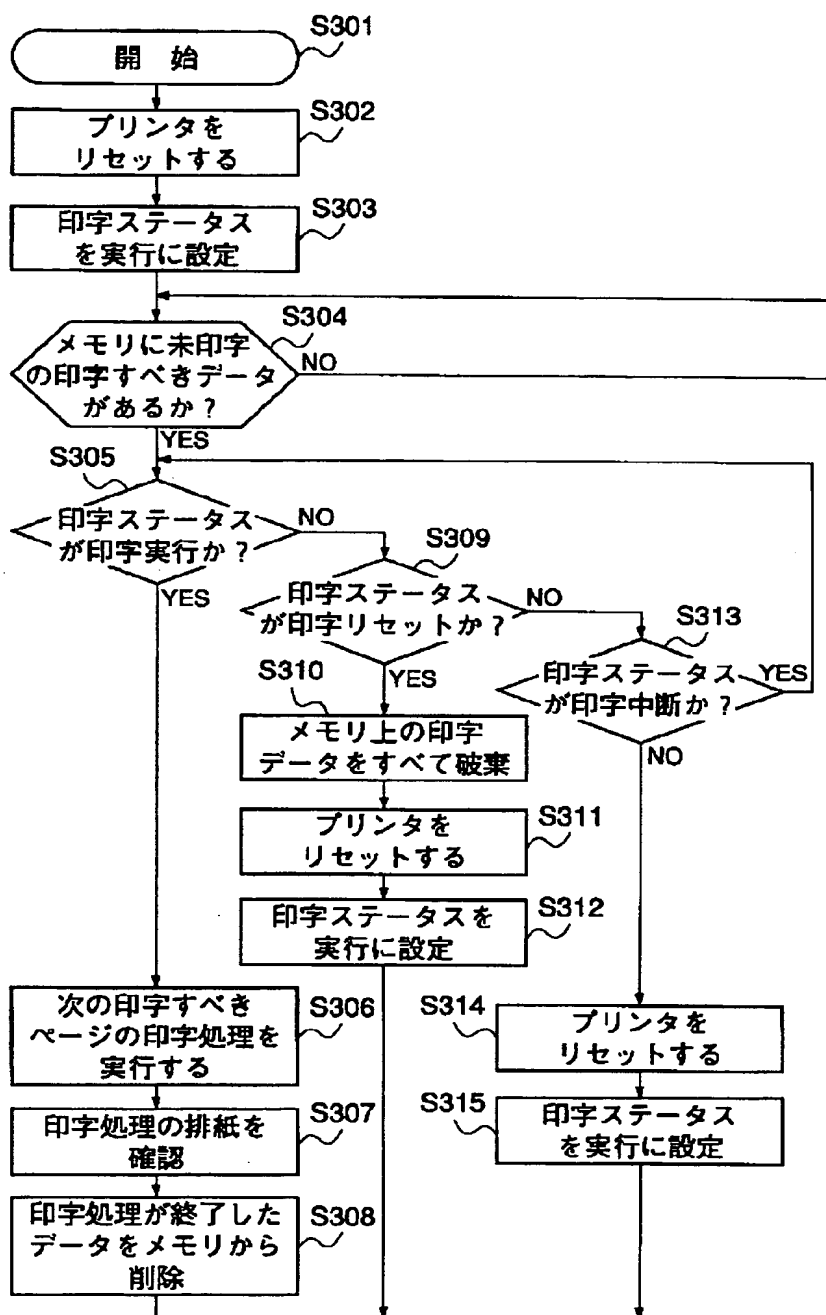 S301
開 始
S302
プリンタを
リセットする
S303
印字ステータス
を実行に設定
S304
メモリに未印字
の印字すべきデータ
があるか?
NO
YES
S305
印字ステータス
が印字実行か?
NO
YES
S309
印字ステータス
が印字リセットか?
NO
YES
S313
印字ステータス
が印字中断か?
YES
NO
S310
メモリ上の印字
データをすべて破棄
S311
プリンタを
リセットする
S312
印字ステータスを
実行に設定
S306
次の印字すべき
ページの印字処理を
実行する
S307
印字処理の排紙を
確認
S308
印字処理が終了した
データをメモリから
削除
S314
プリンタを
リセットする
S315
印字ステータス
を実行に設定